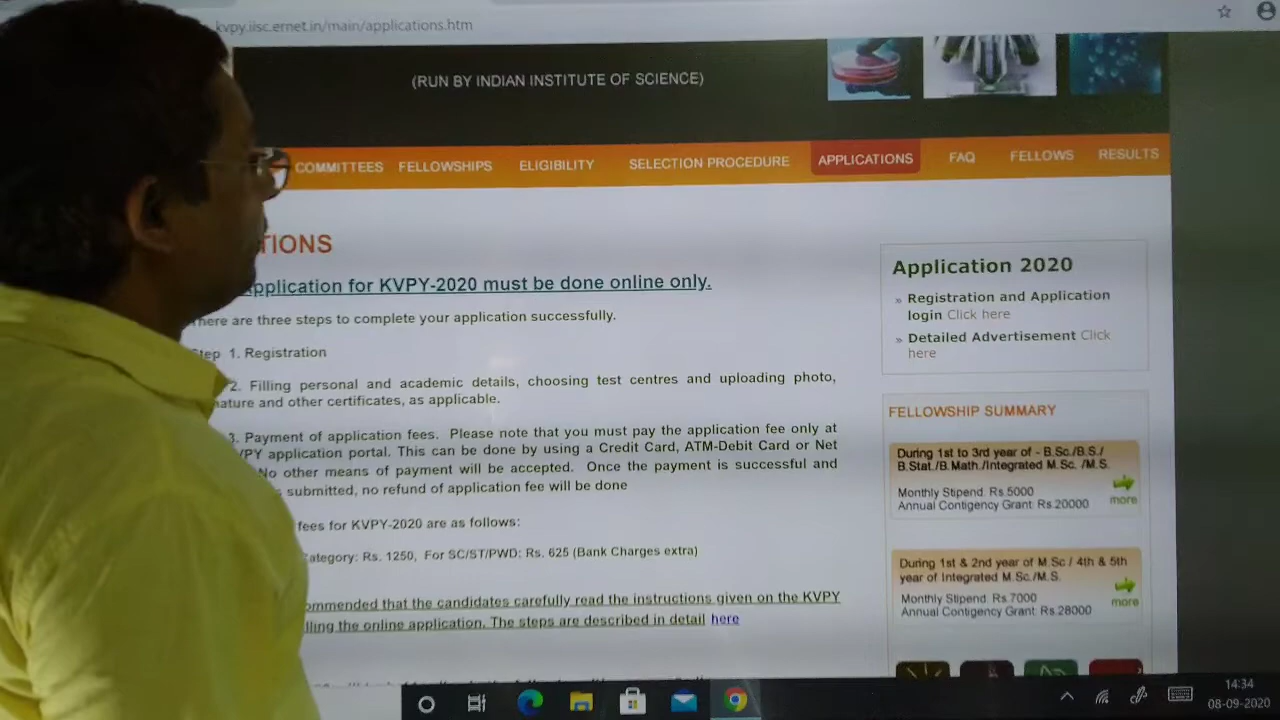 kvpy.iisc.ernet.in/main/applications.htm
(RUN BY INDIAN INSTITUTE OF SCIENCE)
COMMITTEES FELLOWSHIPS ELIGIBILITY SELECTION PROCEDURE APPLICATIONS FAQ FELLOWS RESULTS
TIONS
pplication for KVPY-2020 must be done online only.
here are three steps to complete your application successfully.
tep 1. Registration
2. Filling personal and academic details, choosing test centres and uploading photo,
nature and other certificates, as applicable.
3. Payment of application fees. Please note that you must pay the application fee only at
PY application portal. This can be done by using a Credit Card, ATM-Debit Card or Net
No other means of payment will be accepted. Once the payment is successful and
submitted, no refund of application fee will be done
fees for KVPY-2020 are as follows:
ategory: Rs. 1250, For SC/ST/PWD: Rs. 625 (Bank Charges extra)
ommended that the candidates carefully read the instructions given on the KVPY
lling the online application. The steps are described in detail here
Application 2020
» Registration and Application
login Click here
» Detailed Advertisement Click
here
FELLOWSHIP SUMMARY
During 1st to 3rd year of - B.Sc./B.S./
B.Stat./B.Math./Integrated M.Sc. /M.S.
Monthly Stipend: Rs.5000
Annual Contigency Grant: Rs.20000
more
During 1st & 2nd year of M.Sc / 4th & 5th
year of Integrated M.Sc./M.S.
Monthly Stipend: Rs.7000
Annual Contigency Grant: Rs.28000
more
14:34
08-09-2020